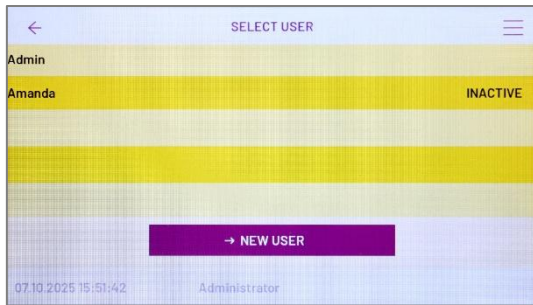 SELECT USER
Admin
Amanda INACTIVE
→ NEW USER
07.10.2025 15:51:42 Administrator